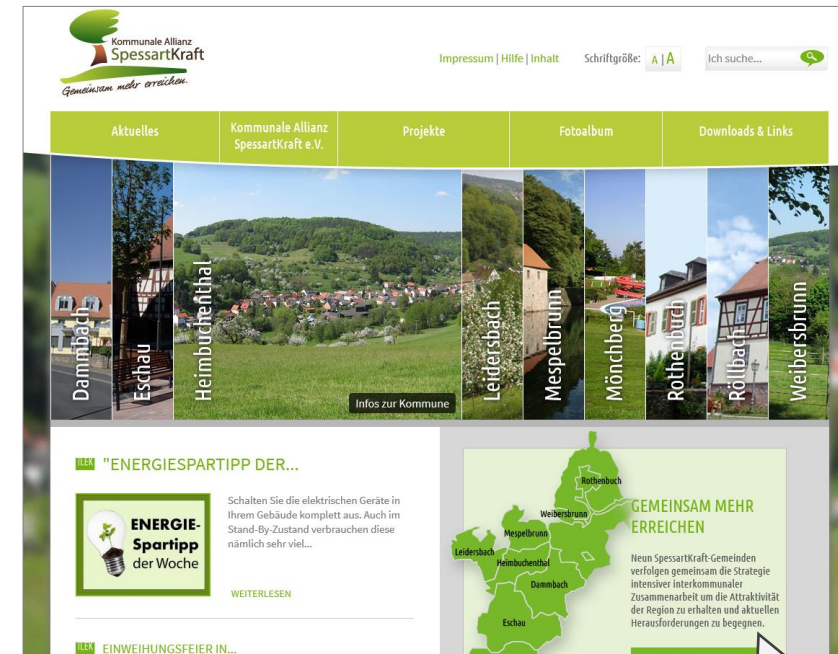 Kommunale Allianz
SpessartKraft
Gemeinsam mehr erreichen.
Impressum | Hilfe | Inhalt
Schriftgröße: A | A
Ich suche...
Aktuelles
Kommunale Allianz
SpessartKraft e.V.
Projekte
Fotoalbum
Downloads & Links
Dammbach
Eschau
Heimbuchenthal
Leidersbach
Mespelbrunn
Mönchberg
Rothenbuch
Röllbach
Weibersbrunn
Infos zur Kommune
ILEK "ENERGIESPARTIPP DER...
ENERGIE-
Spartipp
der Woche
Schalten Sie die elektrischen Geräte in
Ihrem Gebäude komplett aus. Auch im
Stand-By-Zustand verbrauchen diese
nämlich sehr viel...
WEITERLESEN
ILEK EINWEIHUNGSFEIER IN...
Rothenbuch
Weibersbrunn
Mespelbrunn
Leidersbach
Heimbuchenthal
Dammbach
Eschau
GEMEINSAM MEHR
ERREICHEN
Neun SpessartKraft-Gemeinden
verfolgen gemeinsam die Strategie
intensiver interkommunaler
Zusammenarbeit um die Attraktivität
der Region zu erhalten und aktuellen
Herausforderungen zu begegnen.